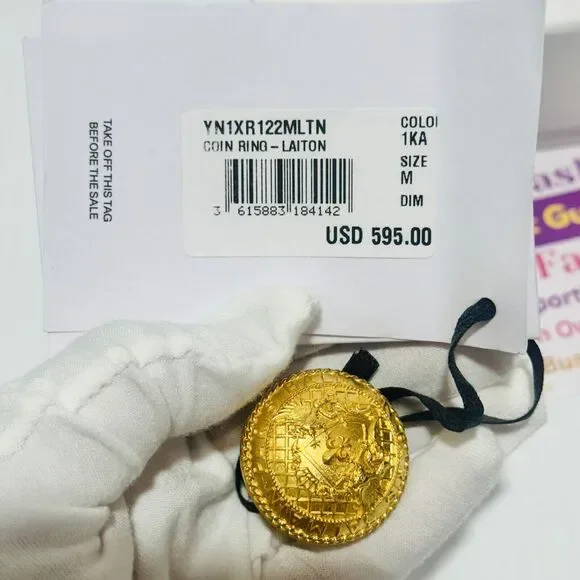 TAKE OFF THIS TAG
BEFORE THE SALE
YN1XR122MLTN
COIN RING-LAITON
COLO
1KA
SIZE
M
DIM
3 615883 184142
USD 595.00